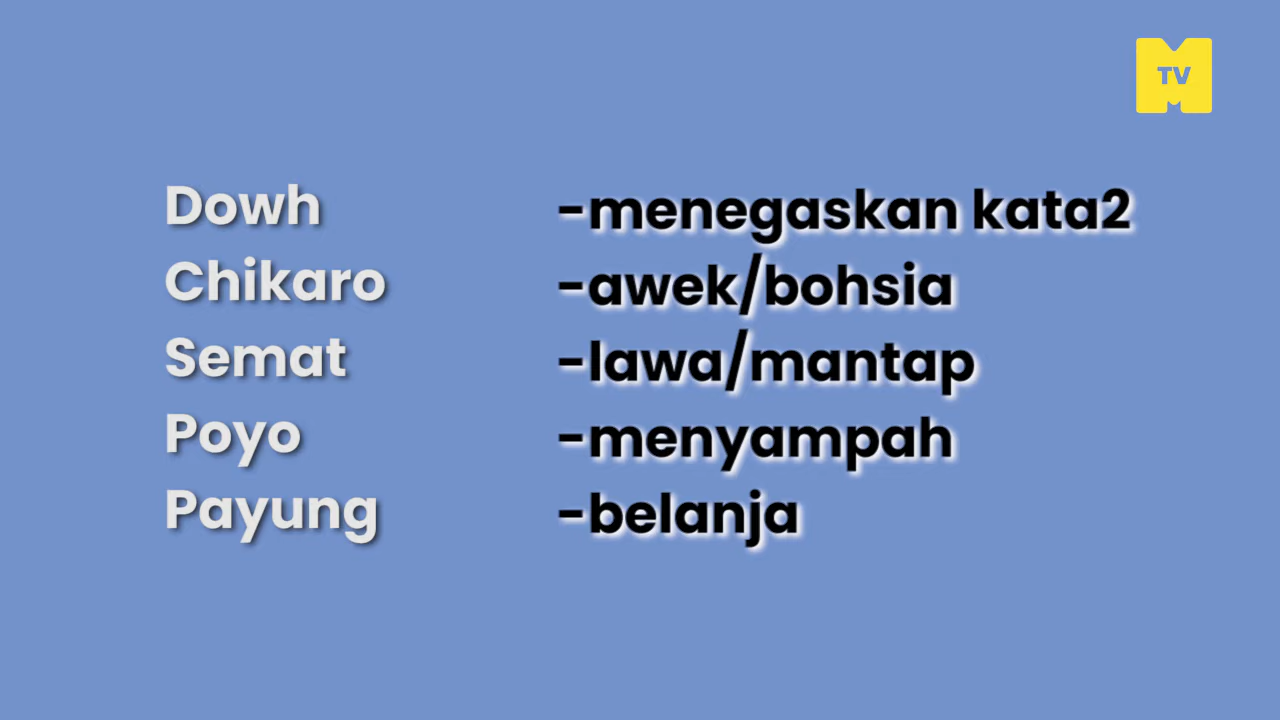 TV
Dowh -menegaskan kata2
Chikaro -awek/bohsia
Semat -lawa/mantap
Poyo -menyampah
Payung -belanja